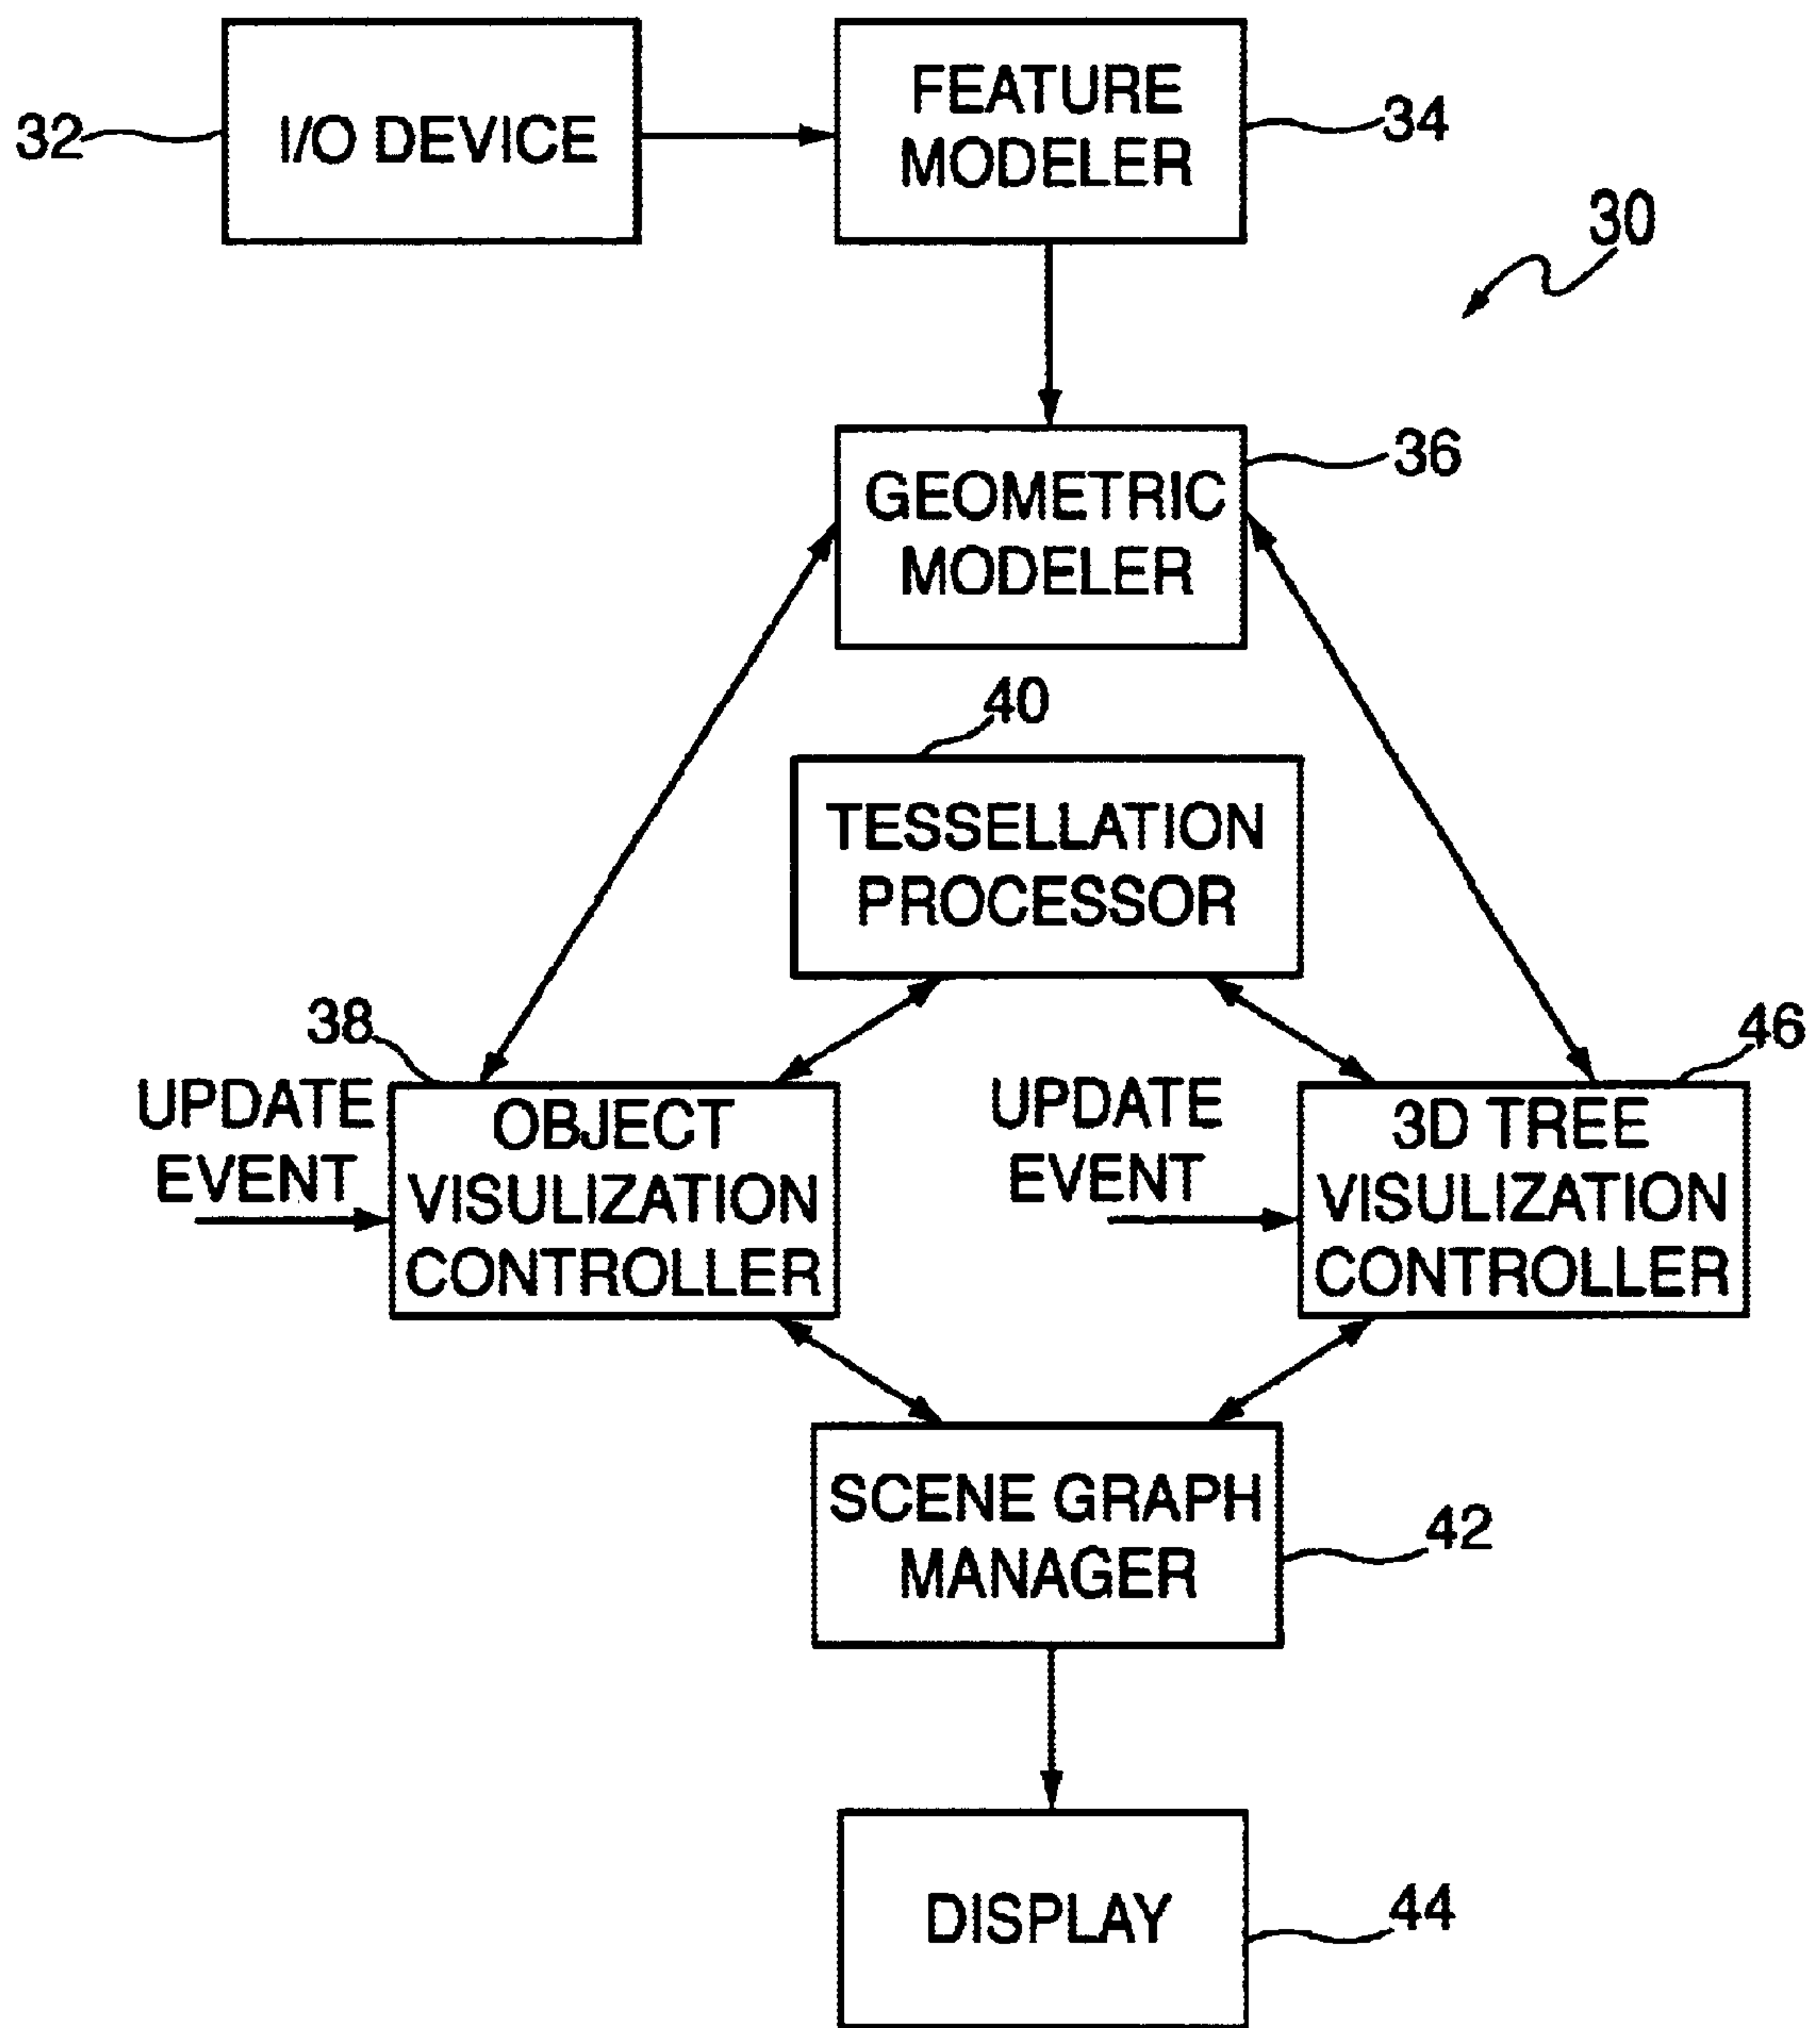 32
I/O DEVICE
FEATURE
MODELER
34
30
GEOMETRIC
MODELER
36
40
TESSELLATION
PROCESSOR
38
46
UPDATE
EVENT
OBJECT
VISULIZATION
CONTROLLER
UPDATE
EVENT
3D TREE
VISULIZATION
CONTROLLER
SCENE GRAPH
MANAGER
42
DISPLAY
44